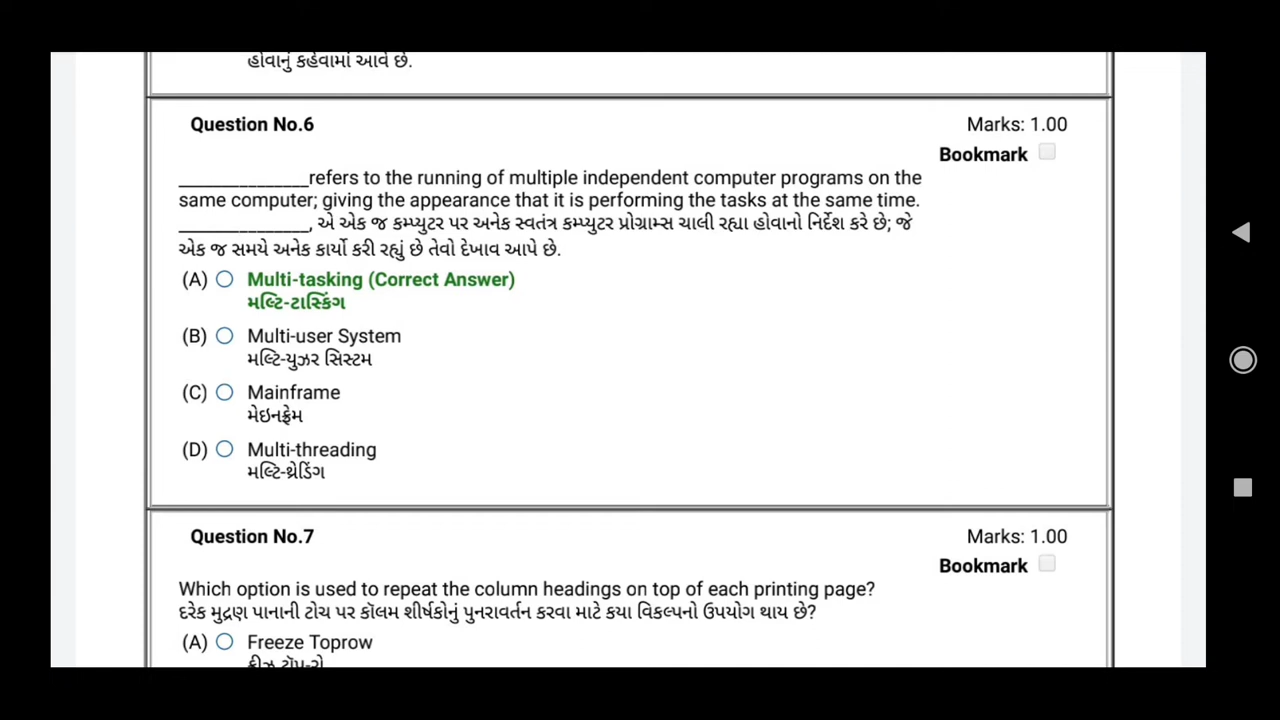 હોવાનું કહેવામાં આવે છે.
Question No.6
Marks: 1.00
Bookmark
______________refers to the running of multiple independent computer programs on the
same computer; giving the appearance that it is performing the tasks at the same time.
______________, એ એક જ કમ્પ્યુટર પર અનેક સ્વતંત્ર કમ્પ્યુટર પ્રોગ્રામ્સ ચાલી રહ્યા હોવાનો નિર્દેશ કરે છે; જે
એક જ સમયે અનેક કાર્યો કરી રહ્યું છે તેવો દેખાવ આપે છે.
(A) Multi-tasking (Correct Answer)
મલ્ટિ-ટાસ્કિંગ
(B) Multi-user System
મલ્ટિ-યુઝર સિસ્ટમ
(C) Mainframe
મેઇનફ્રેમ
(D) Multi-threading
મલ્ટિ-થ્રેડિંગ
Question No.7
Marks: 1.00
Bookmark
Which option is used to repeat the column headings on top of each printing page?
દરેક મુદ્રણ પાનાની ટોચ પર કૉલમ શીર્ષકોનું પુનરાવર્તન કરવા માટે કયા વિકલ્પનો ઉપયોગ થાય છે?
(A) Freeze Toprow